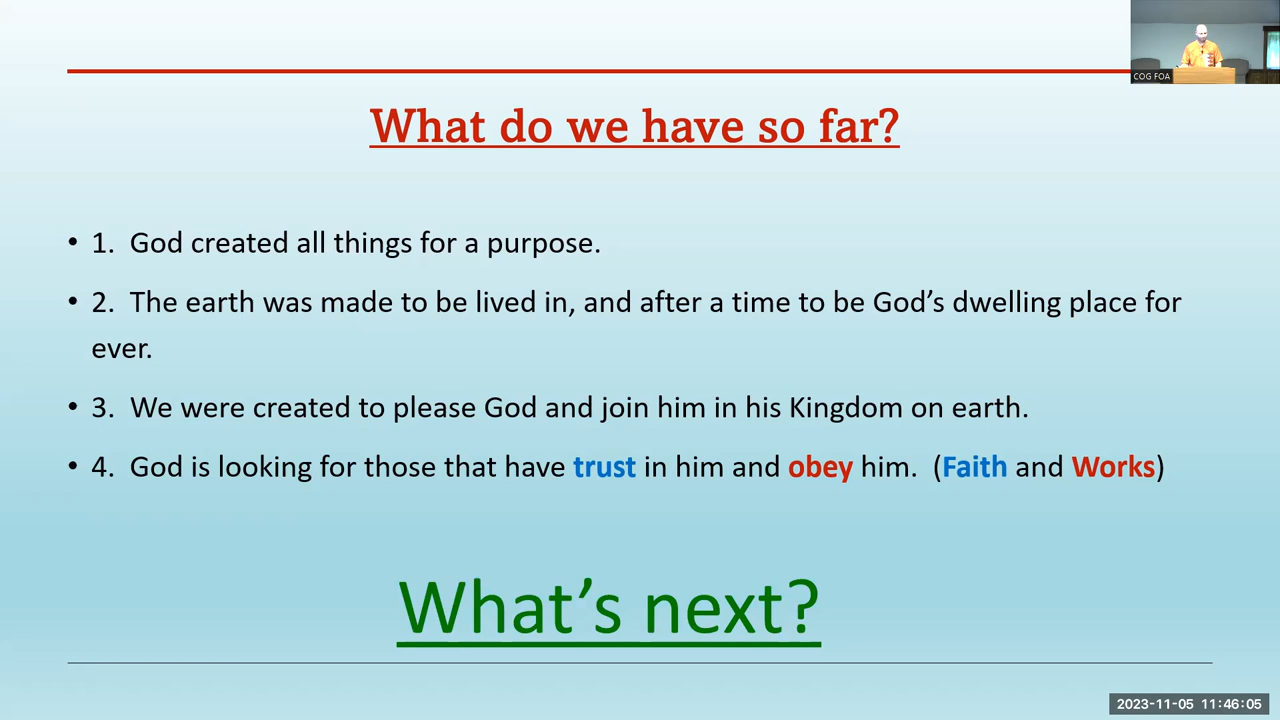 COG FOA
What do we have so far?
• 1. God created all things for a purpose.
• 2. The earth was made to be lived in, and after a time to be God’s dwelling place for
ever.
• 3. We were created to please God and join him in his Kingdom on earth.
• 4. God is looking for those that have trust in him and obey him. (Faith and Works)
What’s next?
2023-11-05 11:46:05